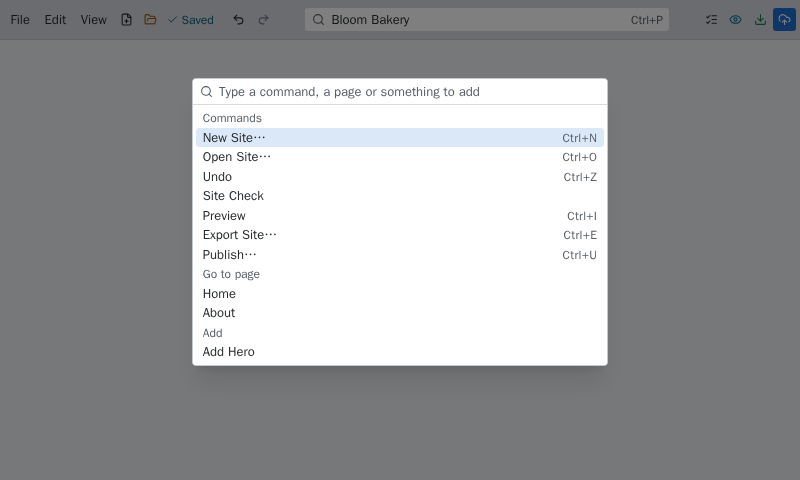 File Edit View Saved Bloom Bakery Ctrl+P
Type a command, a page or something to add
Commands
New Site… Ctrl+N
Open Site… Ctrl+O
Undo Ctrl+Z
Site Check
Preview Ctrl+I
Export Site… Ctrl+E
Publish… Ctrl+U
Go to page
Home
About
Add
Add Hero